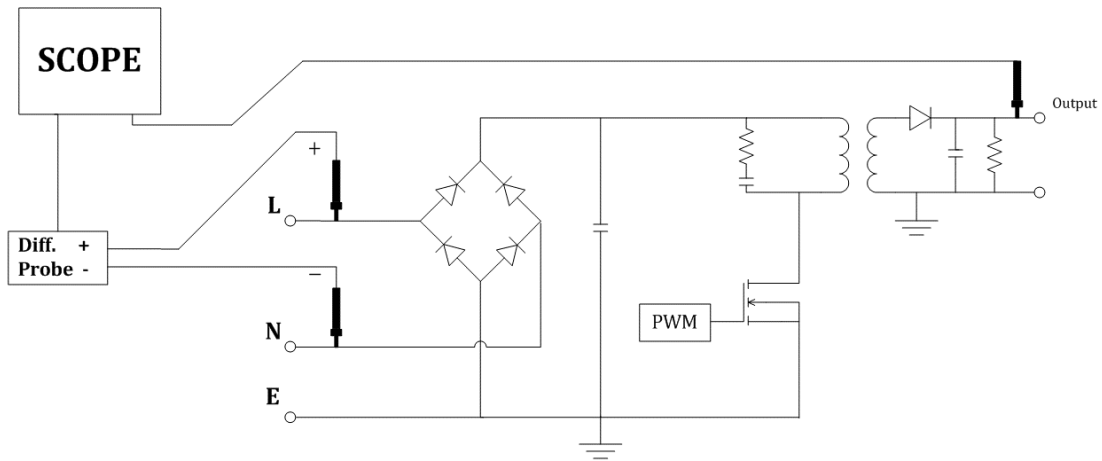 SCOPE
Output
+
L
Diff. +
Probe -
−
N
PWM
E